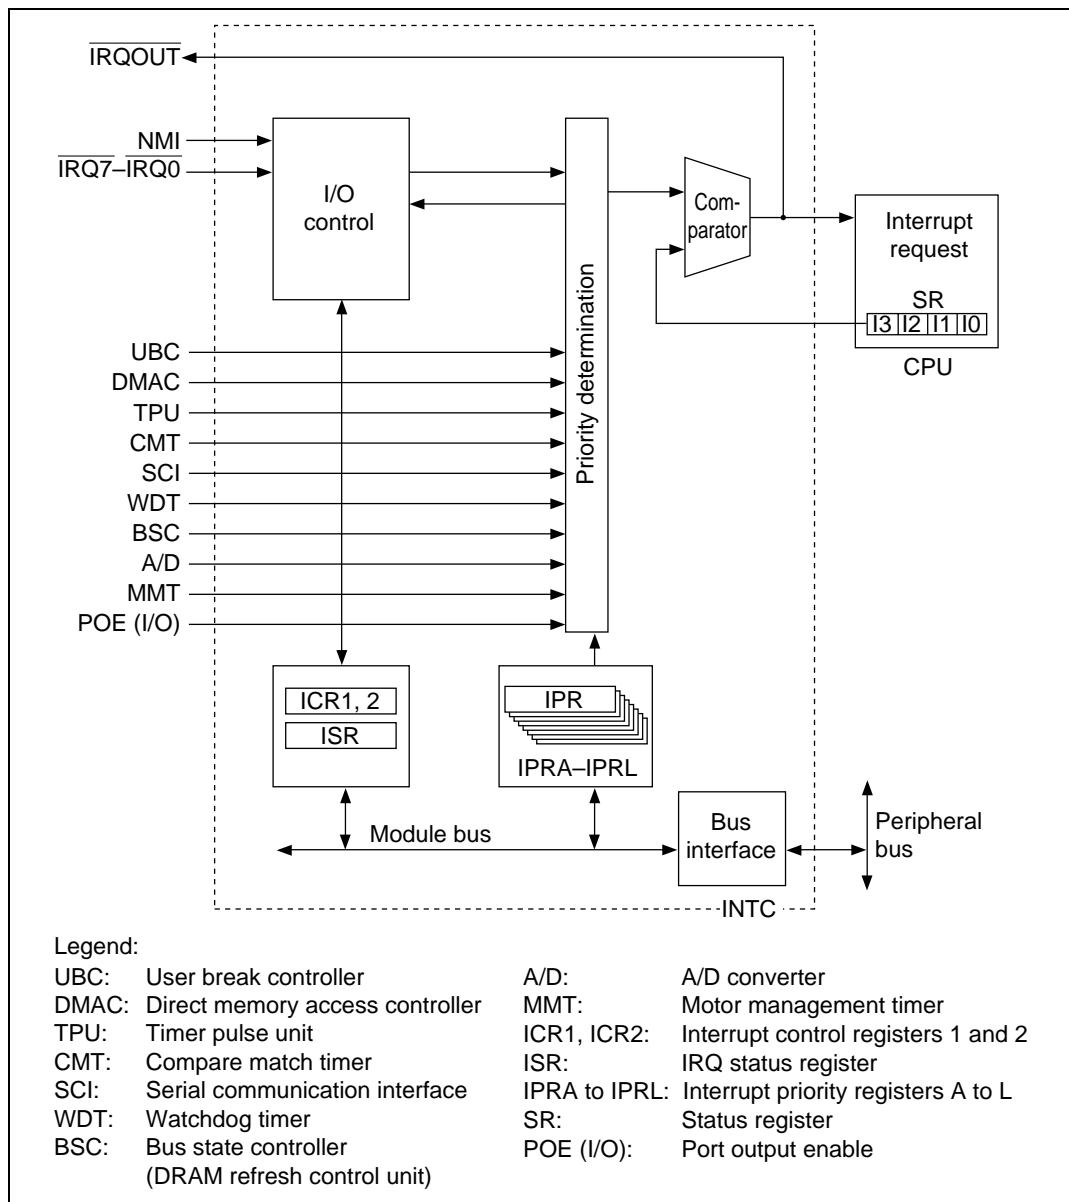 IRQOUT
NMI
IRQ7–IRQ0
I/O
control
Priority determination
Com-
parator
Interrupt
request
SR
I3 I2 I1 I0
CPU
UBC
DMAC
TPU
CMT
SCI
WDT
BSC
A/D
MMT
POE (I/O)
ICR1, 2
ISR
IPR
IPRA–IPRL
Module bus
Bus
interface
Peripheral
bus
INTC
Legend:
UBC: User break controller
DMAC: Direct memory access controller
TPU: Timer pulse unit
CMT: Compare match timer
SCI: Serial communication interface
WDT: Watchdog timer
BSC: Bus state controller
(DRAM refresh control unit)
A/D: A/D converter
MMT: Motor management timer
ICR1, ICR2: Interrupt control registers 1 and 2
ISR: IRQ status register
IPRA to IPRL: Interrupt priority registers A to L
SR: Status register
POE (I/O): Port output enable